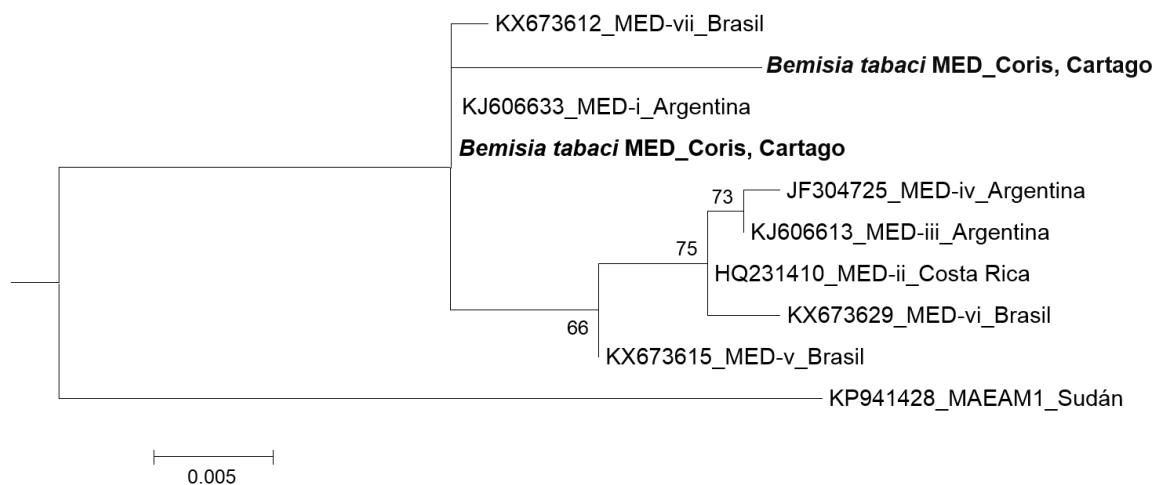 KX673612_MED-vii_Brasil
Bemisia tabaci MED_Coris, Cartago
KJ606633_MED-i_Argentina
Bemisia tabaci MED_Coris, Cartago
73
JF304725_MED-iv_Argentina
KJ606613_MED-iii_Argentina
75
HQ231410_MED-ii_Costa Rica
KX673629_MED-vi_Brasil
66
KX673615_MED-v_Brasil
KP941428_MAEAM1_Sudán
0.005